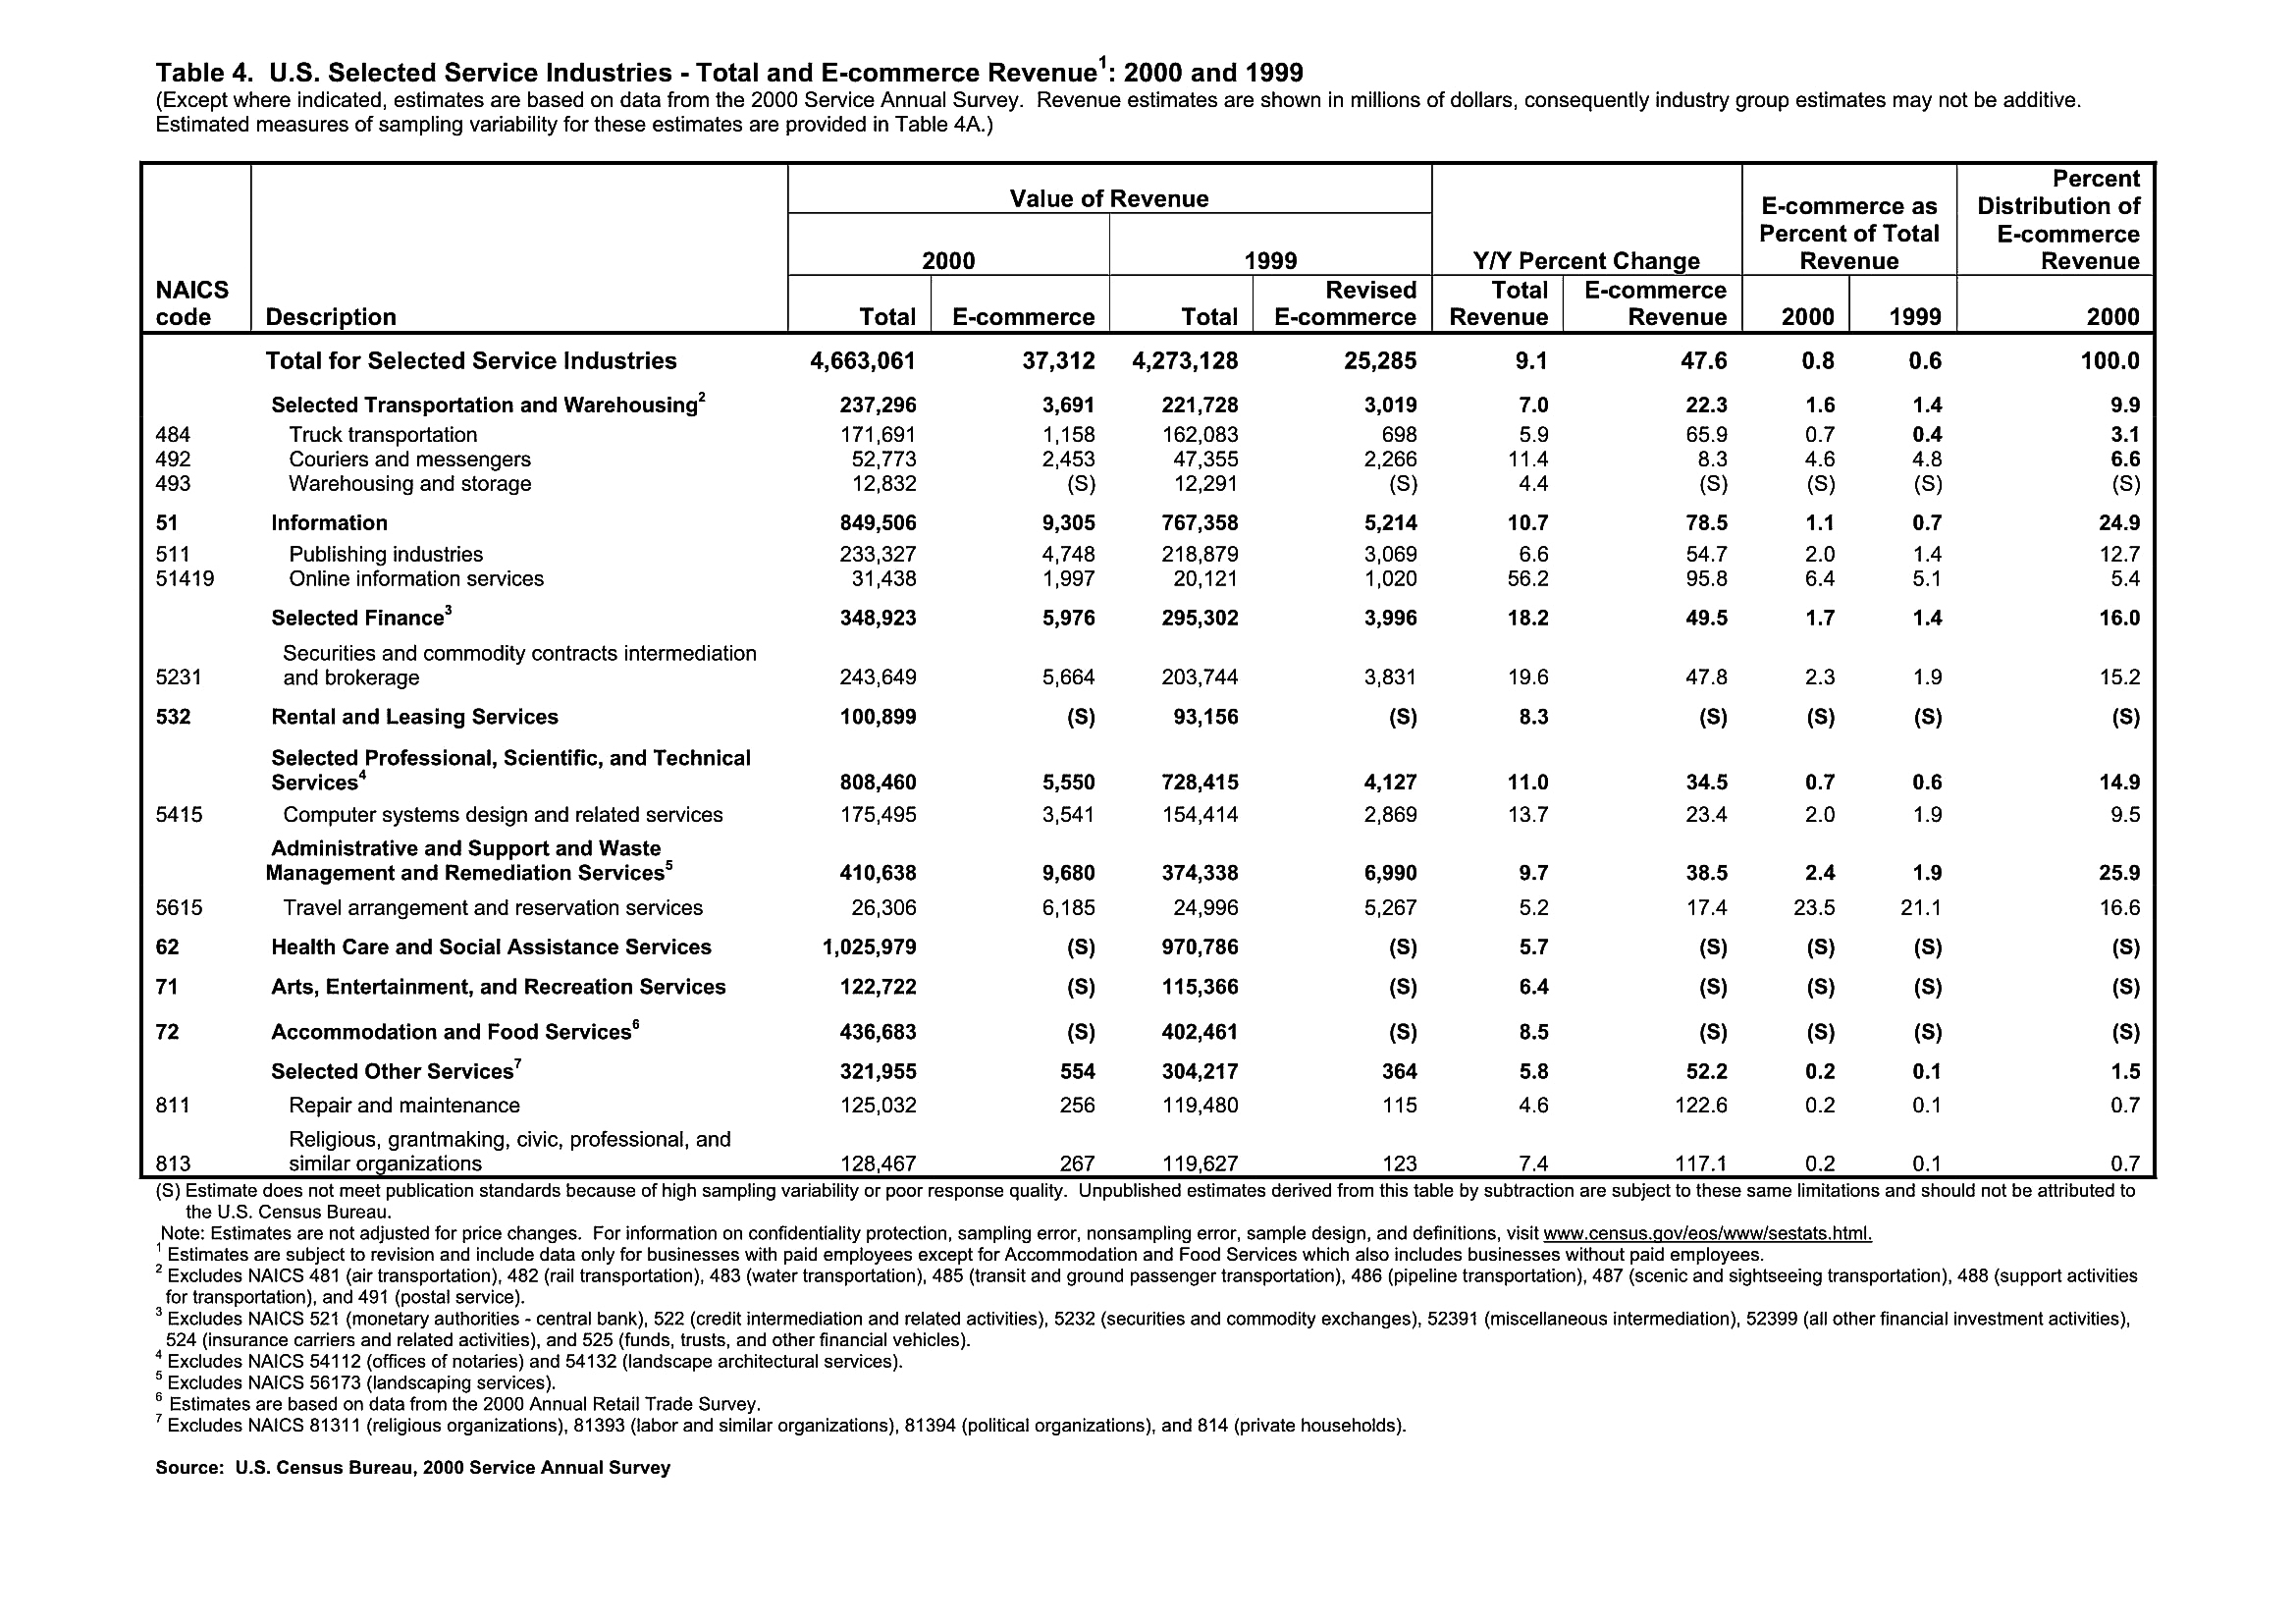 Table 4. U.S. Selected Service Industries - Total and E-commerce Revenue1: 2000 and 1999
(Except where indicated, estimates are based on data from the 2000 Service Annual Survey. Revenue estimates are shown in millions of dollars, consequently industry group estimates may not be additive.
Estimated measures of sampling variability for these estimates are provided in Table 4A.)
Value of Revenue
Percent
E-commerce as Distribution of
Percent of Total E-commerce
2000 1999 Y/Y Percent Change Revenue Revenue
NAICS Revised Total E-commerce
code Description Total E-commerce Total E-commerce Revenue Revenue 2000 1999 2000
Total for Selected Service Industries 4,663,061 37,312 4,273,128 25,285 9.1 47.6 0.8 0.6 100.0
Selected Transportation and Warehousing2 237,296 3,691 221,728 3,019 7.0 22.3 1.6 1.4 9.9
484 Truck transportation 171,691 1,158 162,083 698 5.9 65.9 0.7 0.4 3.1
492 Couriers and messengers 52,773 2,453 47,355 2,266 11.4 8.3 4.6 4.8 6.6
493 Warehousing and storage 12,832 (S) 12,291 (S) 4.4 (S) (S) (S) (S)
51 Information 849,506 9,305 767,358 5,214 10.7 78.5 1.1 0.7 24.9
511 Publishing industries 233,327 4,748 218,879 3,069 6.6 54.7 2.0 1.4 12.7
51419 Online information services 31,438 1,997 20,121 1,020 56.2 95.8 6.4 5.1 5.4
Selected Finance3 348,923 5,976 295,302 3,996 18.2 49.5 1.7 1.4 16.0
Securities and commodity contracts intermediation
5231 and brokerage 243,649 5,664 203,744 3,831 19.6 47.8 2.3 1.9 15.2
532 Rental and Leasing Services 100,899 (S) 93,156 (S) 8.3 (S) (S) (S) (S)
Selected Professional, Scientific, and Technical
Services4 808,460 5,550 728,415 4,127 11.0 34.5 0.7 0.6 14.9
5415 Computer systems design and related services 175,495 3,541 154,414 2,869 13.7 23.4 2.0 1.9 9.5
Administrative and Support and Waste
Management and Remediation Services5 410,638 9,680 374,338 6,990 9.7 38.5 2.4 1.9 25.9
5615 Travel arrangement and reservation services 26,306 6,185 24,996 5,267 5.2 17.4 23.5 21.1 16.6
62 Health Care and Social Assistance Services 1,025,979 (S) 970,786 (S) 5.7 (S) (S) (S) (S)
71 Arts, Entertainment, and Recreation Services 122,722 (S) 115,366 (S) 6.4 (S) (S) (S) (S)
72 Accommodation and Food Services6 436,683 (S) 402,461 (S) 8.5 (S) (S) (S) (S)
Selected Other Services7 321,955 554 304,217 364 5.8 52.2 0.2 0.1 1.5
811 Repair and maintenance 125,032 256 119,480 115 4.6 122.6 0.2 0.1 0.7
Religious, grantmaking, civic, professional, and
813 similar organizations 128,467 267 119,627 123 7.4 117.1 0.2 0.1 0.7
(S) Estimate does not meet publication standards because of high sampling variability or poor response quality. Unpublished estimates derived from this table by subtraction are subject to these same limitations and should not be attributed to
the U.S. Census Bureau.
Note: Estimates are not adjusted for price changes. For information on confidentiality protection, sampling error, nonsampling error, sample design, and definitions, visit www.census.gov/eos/www/sestats.html.
1 Estimates are subject to revision and include data only for businesses with paid employees except for Accommodation and Food Services which also includes businesses without paid employees.
2 Excludes NAICS 481 (air transportation), 482 (rail transportation), 483 (water transportation), 485 (transit and ground passenger transportation), 486 (pipeline transportation), 487 (scenic and sightseeing transportation), 488 (support activities
for transportation), and 491 (postal service).
3 Excludes NAICS 521 (monetary authorities - central bank), 522 (credit intermediation and related activities), 5232 (securities and commodity exchanges), 52391 (miscellaneous intermediation), 52399 (all other financial investment activities),
524 (insurance carriers and related activities), and 525 (funds, trusts, and other financial vehicles).
4 Excludes NAICS 54112 (offices of notaries) and 54132 (landscape architectural services).
5 Excludes NAICS 56173 (landscaping services).
6 Estimates are based on data from the 2000 Annual Retail Trade Survey.
7 Excludes NAICS 81311 (religious organizations), 81393 (labor and similar organizations), 81394 (political organizations), and 814 (private households).
Source: U.S. Census Bureau, 2000 Service Annual Survey